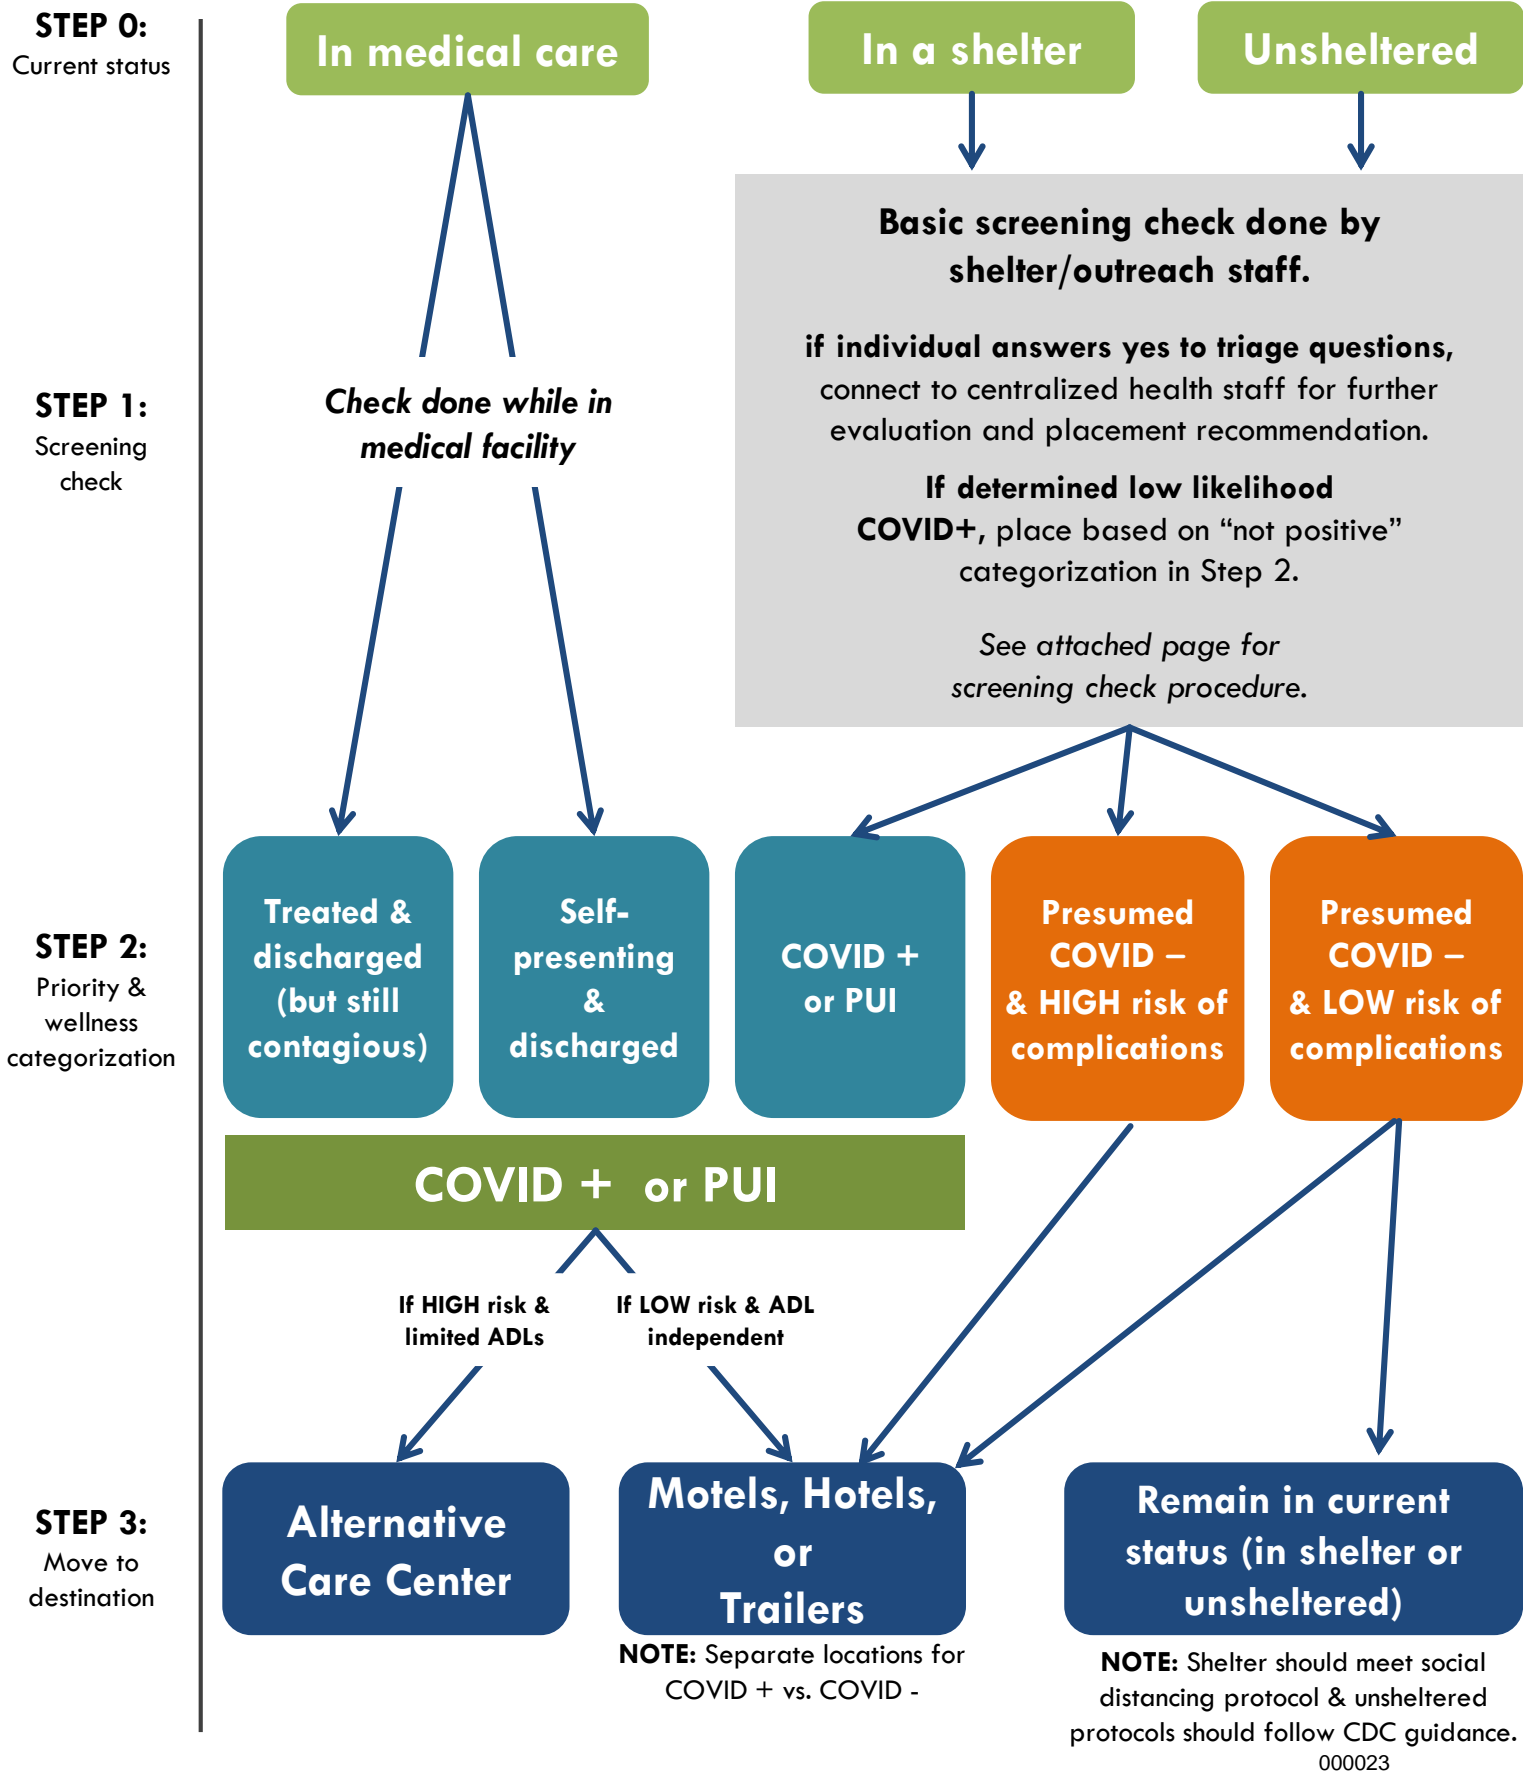 STEP 0:
Current status
In medical care
In a shelter
Unsheltered
STEP 1:
Screening
check
Check done while in
medical facility
Basic screening check done by
shelter/outreach staff.
if individual answers yes to triage questions,
connect to centralized health staff for further
evaluation and placement recommendation.
If determined low likelihood
COVID+, place based on “not positive”
categorization in Step 2.
See attached page for
screening check procedure.
STEP 2:
Priority &
wellness
categorization
Treated &
discharged
(but still
contagious)
Self-
presenting
&
discharged
COVID +
or PUI
Presumed
COVID –
& HIGH risk of
complications
Presumed
COVID –
& LOW risk of
complications
COVID + or PUI
If HIGH risk &
limited ADLs
If LOW risk & ADL
independent
STEP 3:
Move to
destination
Alternative
Care Center
Motels, Hotels,
or
Trailers
NOTE: Separate locations for
COVID + vs. COVID -
Remain in current
status (in shelter or
unsheltered)
NOTE: Shelter should meet social
distancing protocol & unsheltered
protocols should follow CDC guidance.
000023